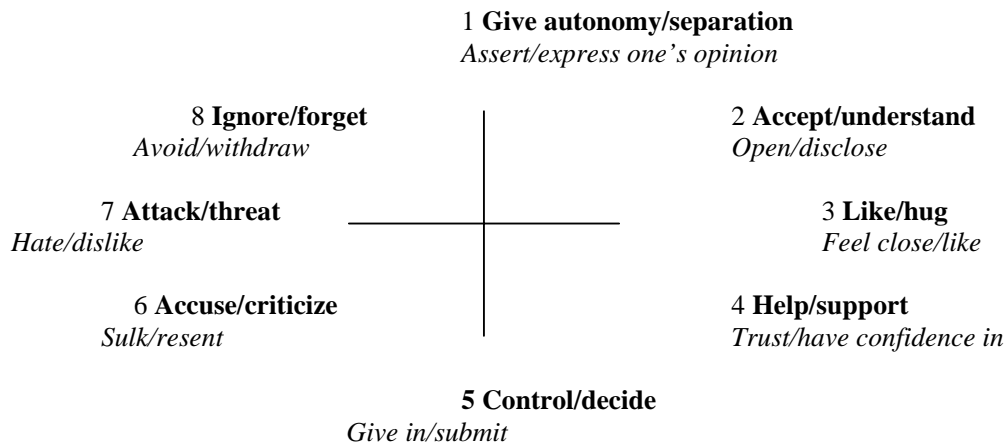 1 Give autonomy/separation
Assert/express one’s opinion
8 Ignore/forget
Avoid/withdraw
2 Accept/understand
Open/disclose
7 Attack/threat
Hate/dislike
3 Like/hug
Feel close/like
6 Accuse/criticize
Sulk/resent
4 Help/support
Trust/have confidence in
5 Control/decide
Give in/submit